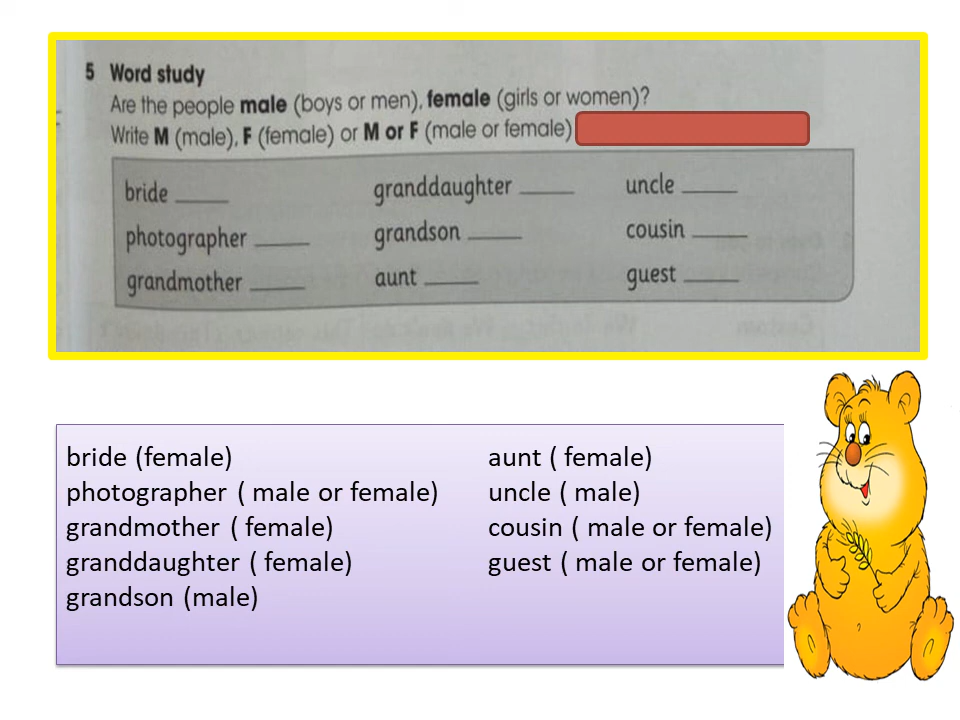 5 Word study
Are the people male (boys or men), female (girls or women)?
Write M (male), F (female) or M or F (male or female)
bride ____ granddaughter ____ uncle ____
photographer ____ grandson ____ cousin ____
grandmother ____ aunt ____ guest ____
bride (female)
photographer ( male or female)
grandmother ( female)
granddaughter ( female)
grandson (male)
aunt ( female)
uncle ( male)
cousin ( male or female)
guest ( male or female)